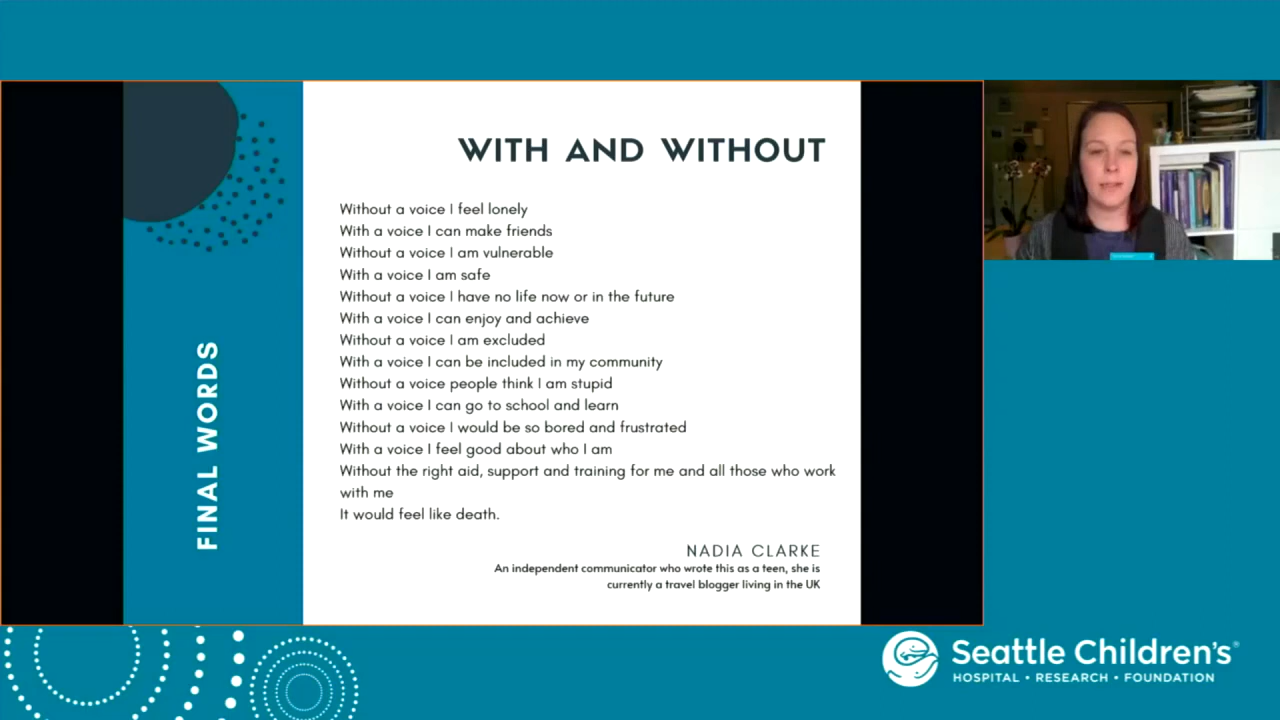 WITH AND WITHOUT
Without a voice I feel lonely
With a voice I can make friends
Without a voice I am vulnerable
With a voice I am safe
Without a voice I have no life now or in the future
With a voice I can enjoy and achieve
Without a voice I am excluded
With a voice I can be included in my community
Without a voice people think I am stupid
With a voice I can go to school and learn
Without a voice I would be so bored and frustrated
With a voice I feel good about who I am
Without the right aid, support and training for me and all those who work
with me
It would feel like death.
NADIA CLARKE
An independent communicator who wrote this as a teen, she is
currently a travel blogger living in the UK
FINAL WORDS
Seattle Children's®
HOSPITAL • RESEARCH • FOUNDATION